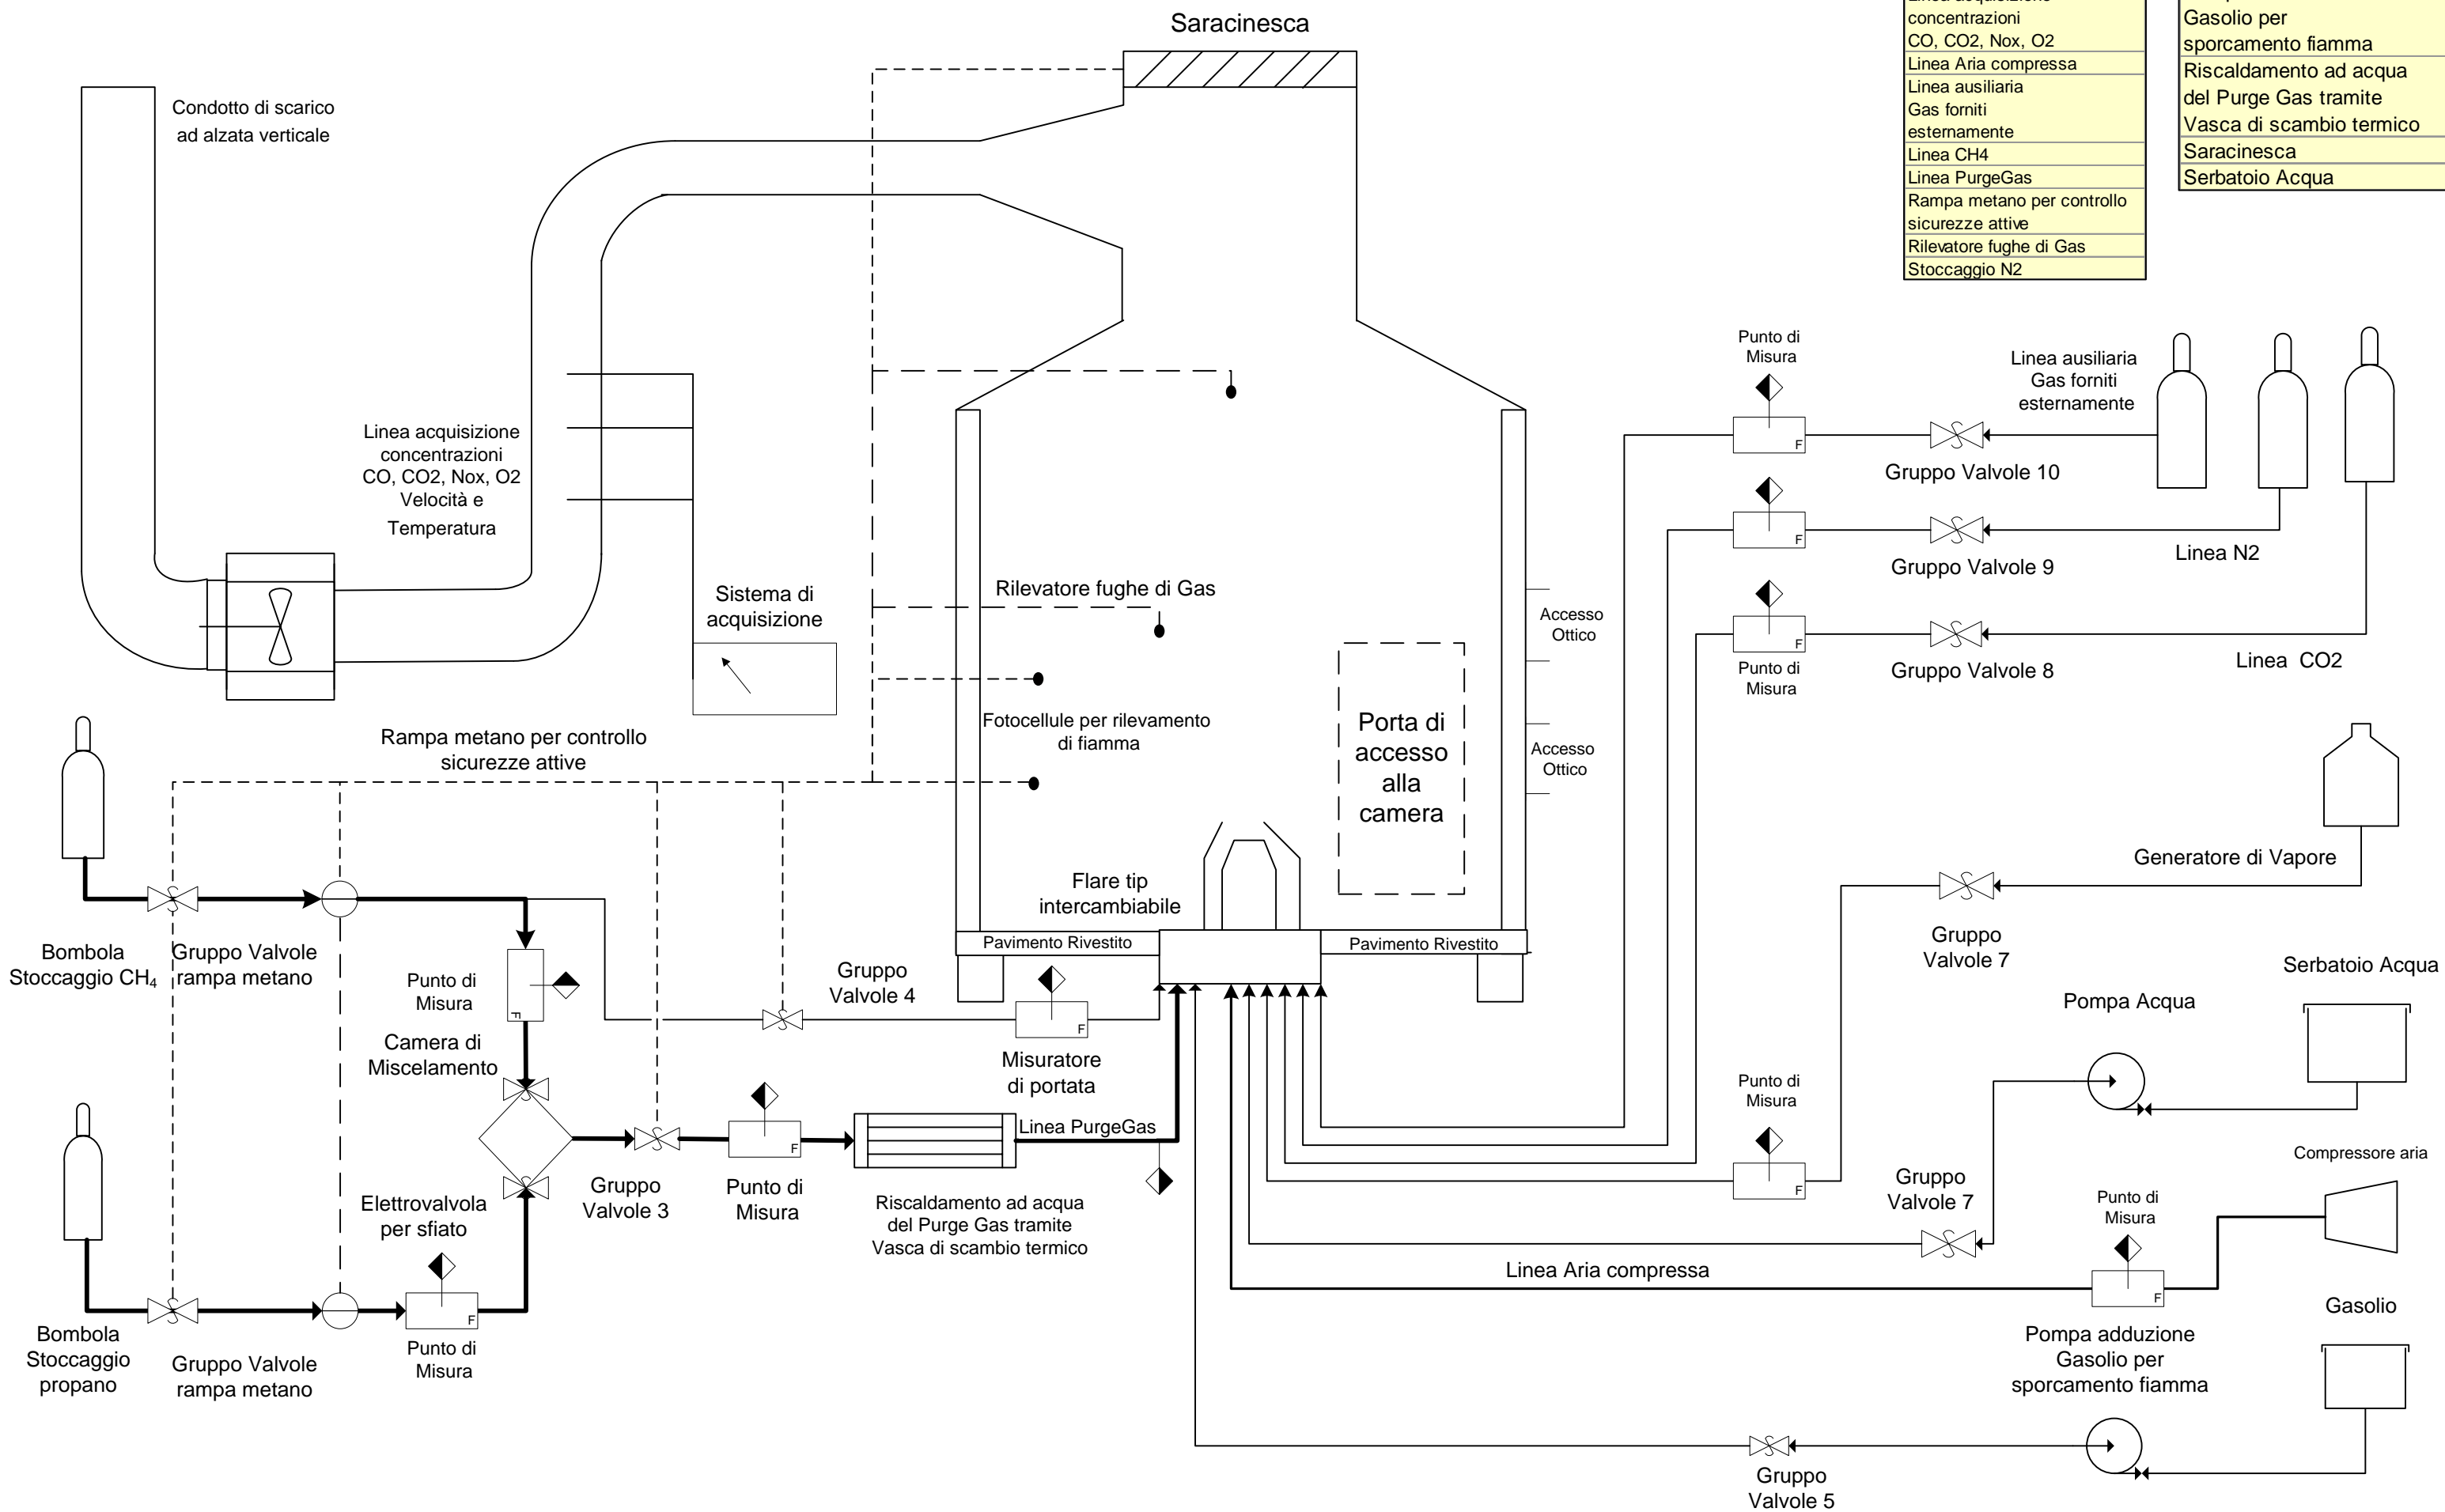 Saracinesca
concentrazioni
CO, CO2, Nox, O2
Linea Aria compressa
Linea ausiliaria
Gas forniti
esternamente
Linea CH4
Linea PurgeGas
Rampa metano per controllo
sicurezze attive
Rilevatore fughe di Gas
Stoccaggio N2
Gasolio per
sporcamento fiamma
Riscaldamento ad acqua
del Purge Gas tramite
Vasca di scambio termico
Saracinesca
Serbatoio Acqua
Condotto di scarico
ad alzata verticale
Linea acquisizione
concentrazioni
CO, CO2, Nox, O2
Velocità e
Temperatura
Sistema di
acquisizione
Rilevatore fughe di Gas
Fotocellule per rilevamento
di fiamma
Porta di
accesso
alla
camera
Accesso
Ottico
Accesso
Ottico
Punto di
Misura
F
Linea ausiliaria
Gas forniti
esternamente
Gruppo Valvole 10
F
Gruppo Valvole 9
Linea N2
F
Punto di
Misura
Gruppo Valvole 8
Linea CO2
Rampa metano per controllo
sicurezze attive
Generatore di Vapore
Flare tip
intercambiabile
Pavimento Rivestito
Pavimento Rivestito
Bombola
Stoccaggio CH4
Gruppo Valvole
rampa metano
Punto di
Misura
F
Gruppo
Valvole 4
F
Misuratore
di portata
Gruppo
Valvole 7
Serbatoio Acqua
Pompa Acqua
Camera di
Miscelamento
Linea PurgeGas
F
Punto di
Misura
F
Gruppo
Valvole 3
Punto di
Misura
Riscaldamento ad acqua
del Purge Gas tramite
Vasca di scambio termico
Elettrovalvola
per sfiato
F
Punto di
Misura
Gruppo
Valvole 7
Compressore aria
Punto di
Misura
F
Linea Aria compressa
Gasolio
Bombola
Stoccaggio
propano
Gruppo Valvole
rampa metano
Pompa adduzione
Gasolio per
sporcamento fiamma
Gruppo
Valvole 5